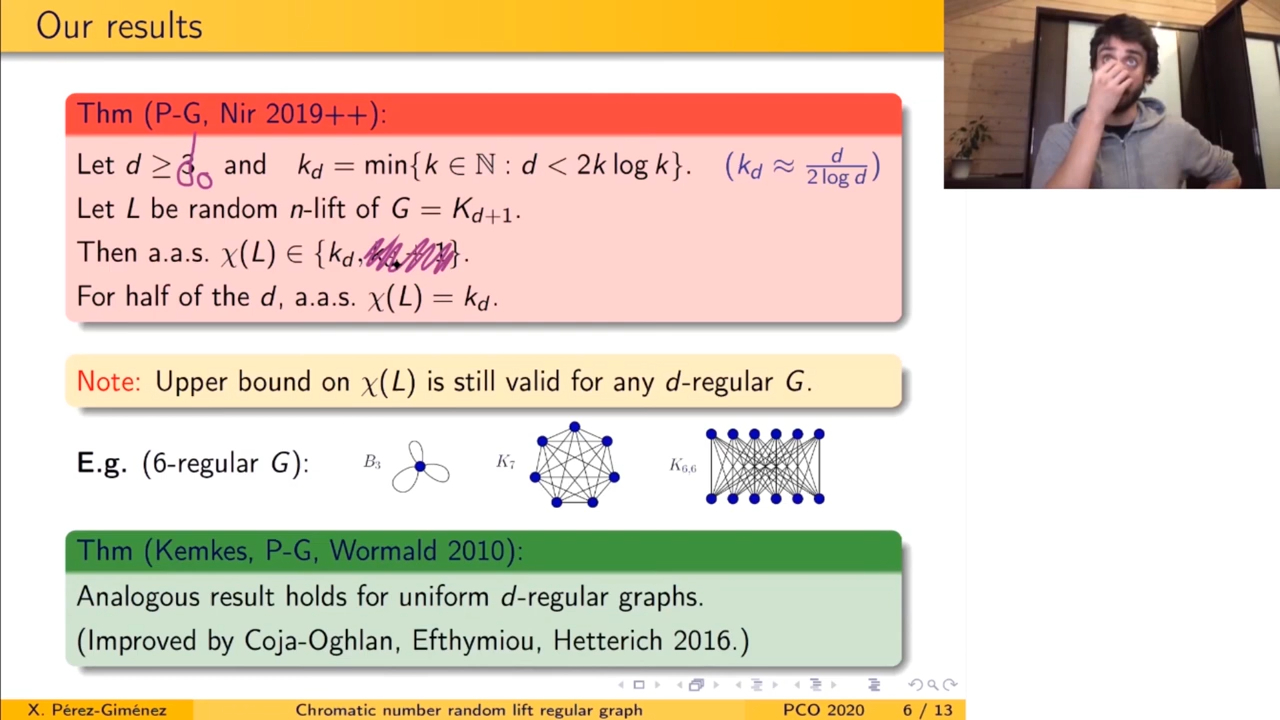 Our results
Thm (P-G, Nir 2019++):
Let d ≥ d₀ and k_d = min{k ∈ ℕ : d < 2k log k}. (k_d ≈ d / 2 log d)
Let L be random n-lift of G = K_{d+1}.
Then a.a.s. χ(L) ∈ {k_d, }.
For half of the d, a.a.s. χ(L) = k_d.
Note: Upper bound on χ(L) is still valid for any d-regular G.
E.g. (6-regular G): B₃ K₇ K_{6,6}
Thm (Kemkes, P-G, Wormald 2010):
Analogous result holds for uniform d-regular graphs.
(Improved by Coja-Oghlan, Efthymiou, Hetterich 2016.)
X. Pérez-Giménez Chromatic number random lift regular graph PCO 2020 6 / 13